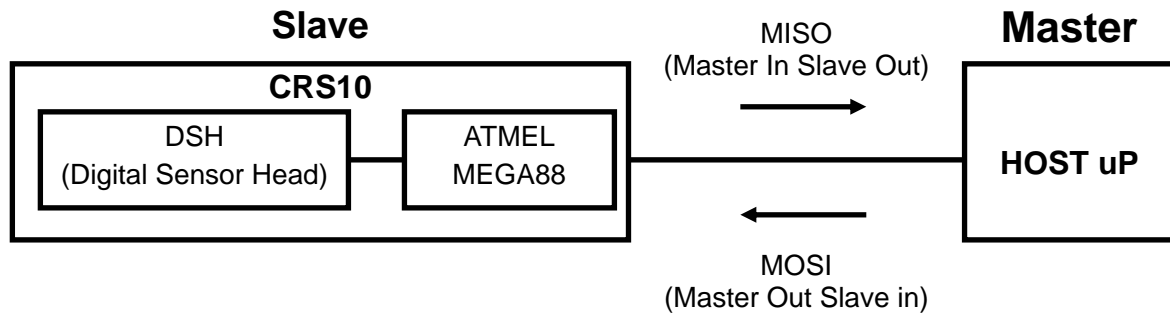 Slave
CRS10
DSH
(Digital Sensor Head)
ATMEL
MEGA88
MISO
(Master In Slave Out)
MOSI
(Master Out Slave in)
Master
HOST uP